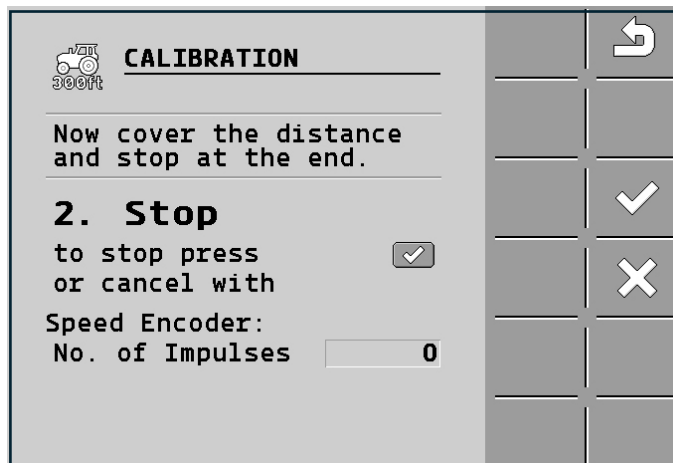 CALIBRATION
300ft
Now cover the distance
and stop at the end.
2. Stop
to stop press
or cancel with
Speed Encoder:
No. of Impulses 0